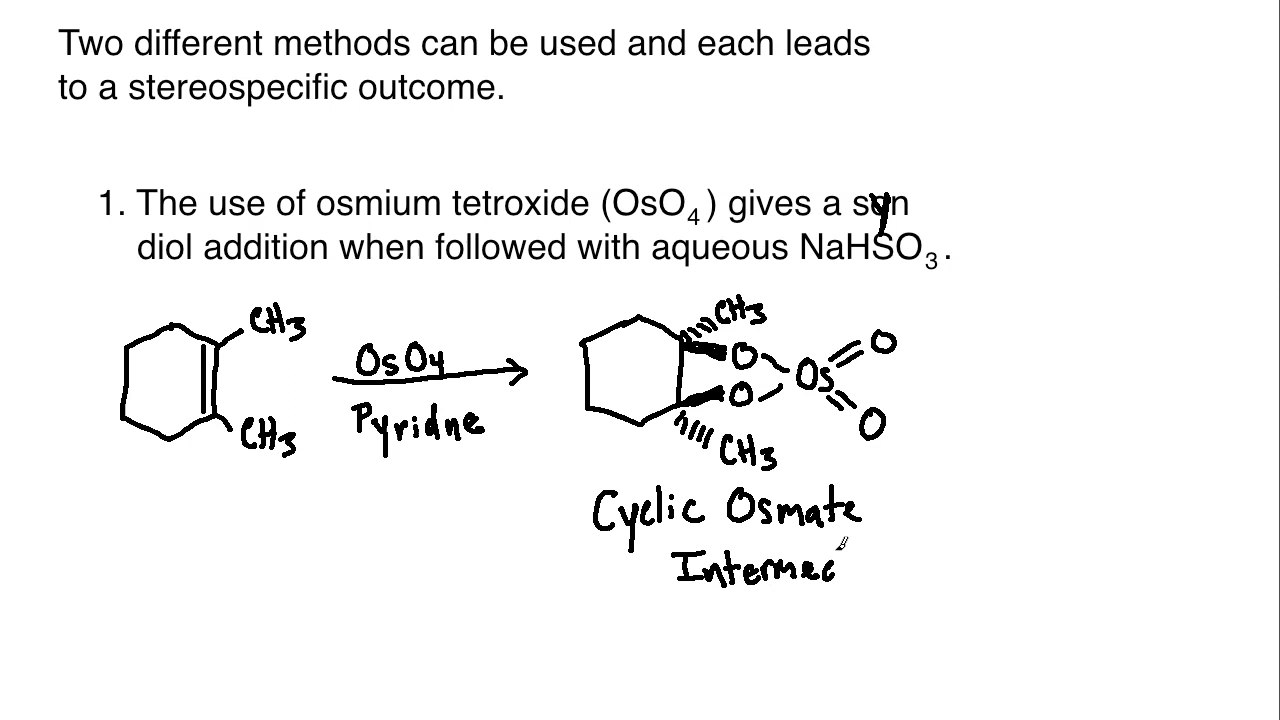 Two different methods can be used and each leads
to a stereospecific outcome.
1. The use of osmium tetroxide (OsO4) gives a syn
diol addition when followed with aqueous NaHSO3.
CH3
CH3
OsO4
Pyridne
CH3
O
O
Os
O
O
CH3
Cyclic Osmate
Intermec